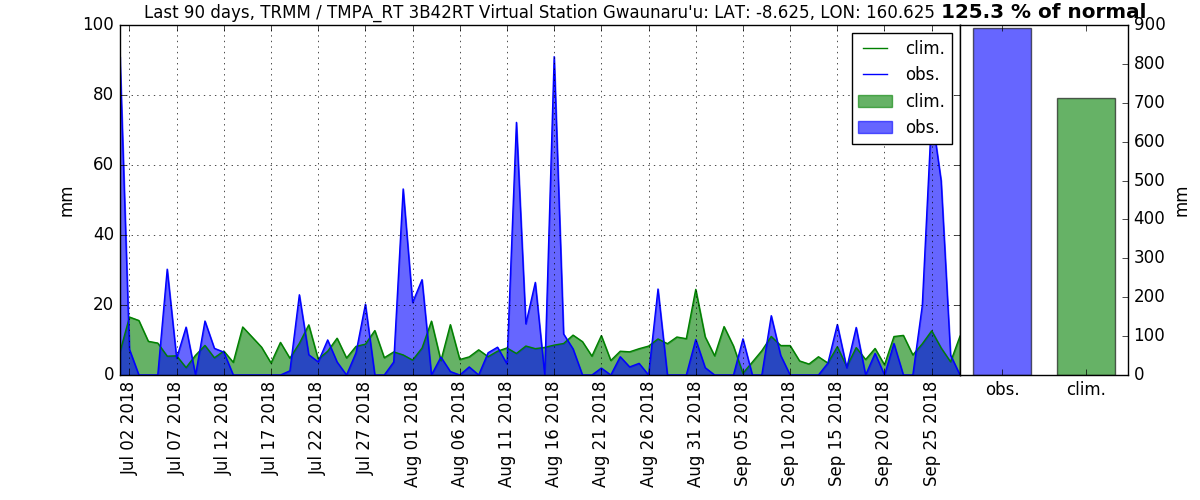 Last 90 days, TRMM / TMPA_RT 3B42RT Virtual Station Gwaunaru'u: LAT: -8.625, LON: 160.625 125.3 % of normal
100
80
60
40
20
0
mm
clim.
obs.
clim.
obs.
900
800
700
600
500
400
300
200
100
0
mm
Jul 02 2018
Jul 07 2018
Jul 12 2018
Jul 17 2018
Jul 22 2018
Jul 27 2018
Aug 01 2018
Aug 06 2018
Aug 11 2018
Aug 16 2018
Aug 21 2018
Aug 26 2018
Aug 31 2018
Sep 05 2018
Sep 10 2018
Sep 15 2018
Sep 20 2018
Sep 25 2018
obs.
clim.